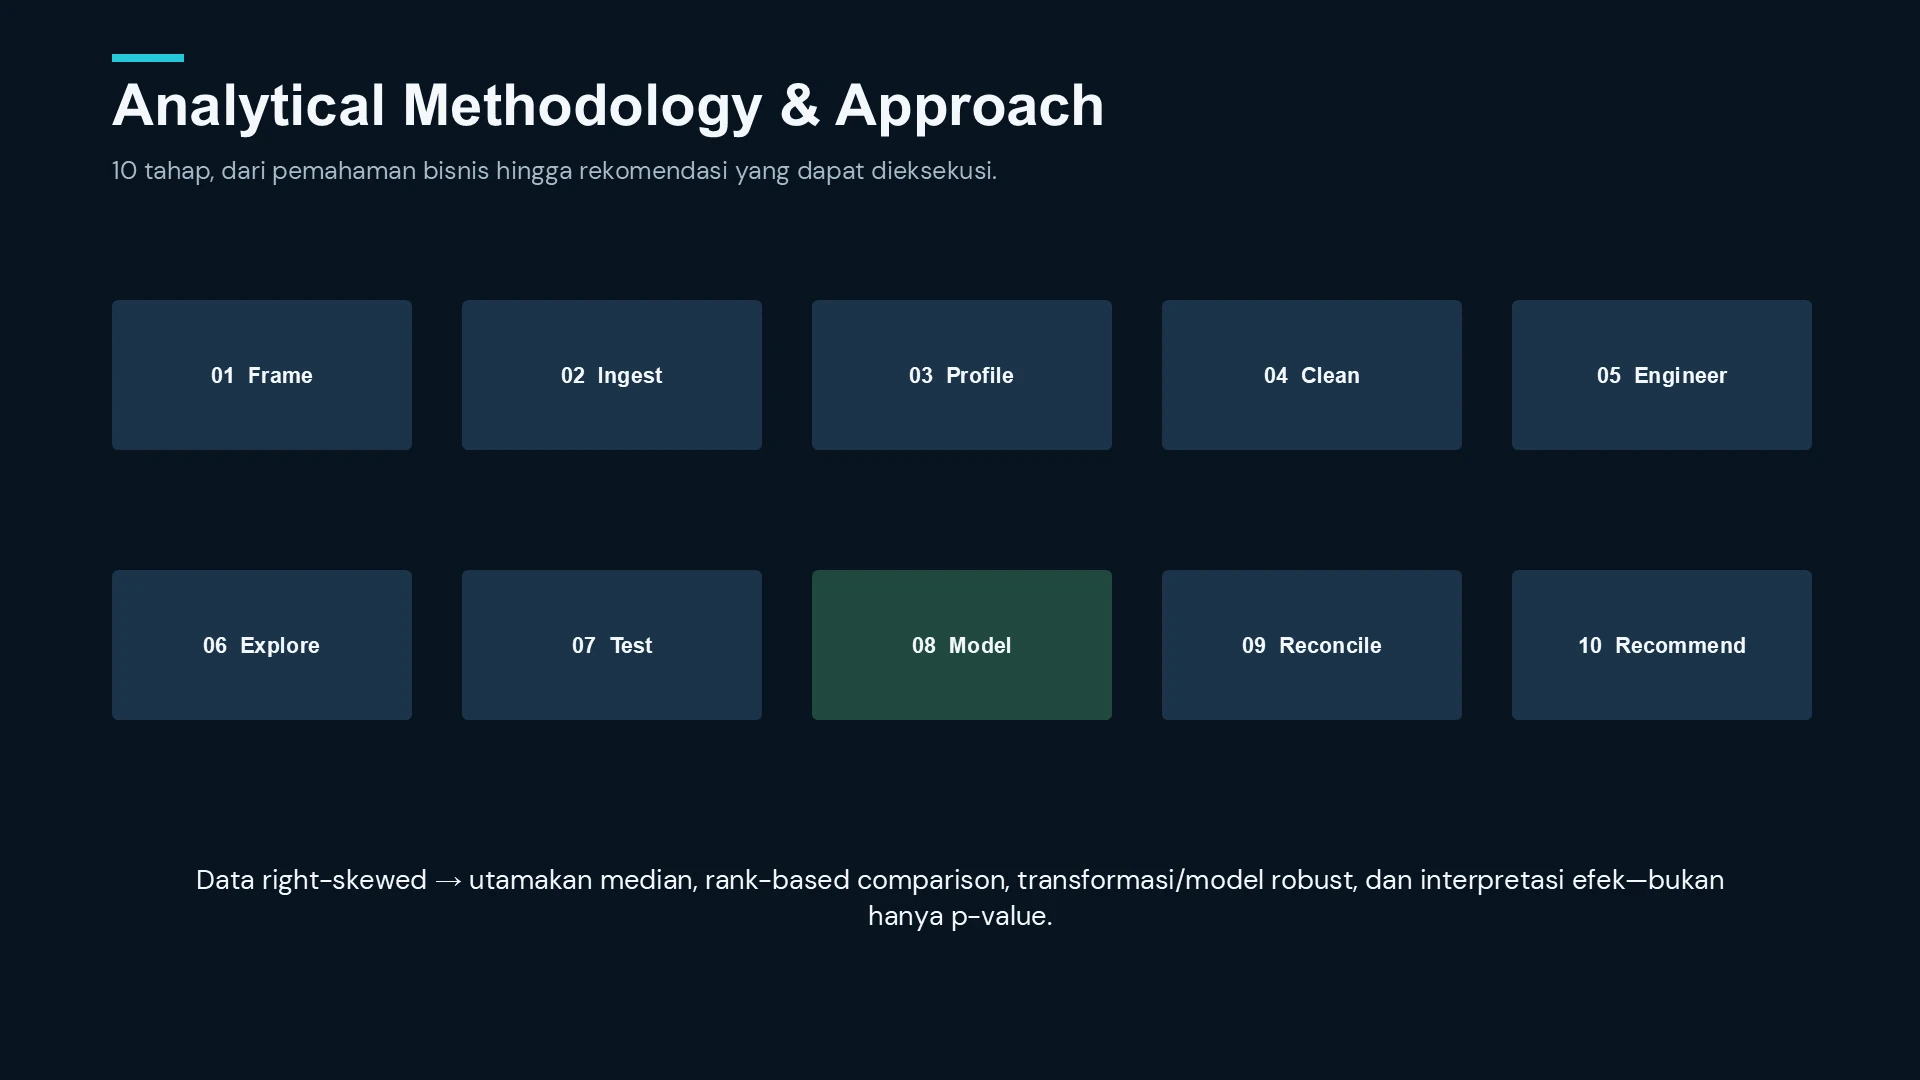 Analytical Methodology & Approach
10 tahap, dari pemahaman bisnis hingga rekomendasi yang dapat dieksekusi.
01 Frame
02 Ingest
03 Profile
04 Clean
05 Engineer
06 Explore
07 Test
08 Model
09 Reconcile
10 Recommend
Data right-skewed → utamakan median, rank-based comparison, transformasi/model robust, dan interpretasi efek—bukan
hanya p-value.